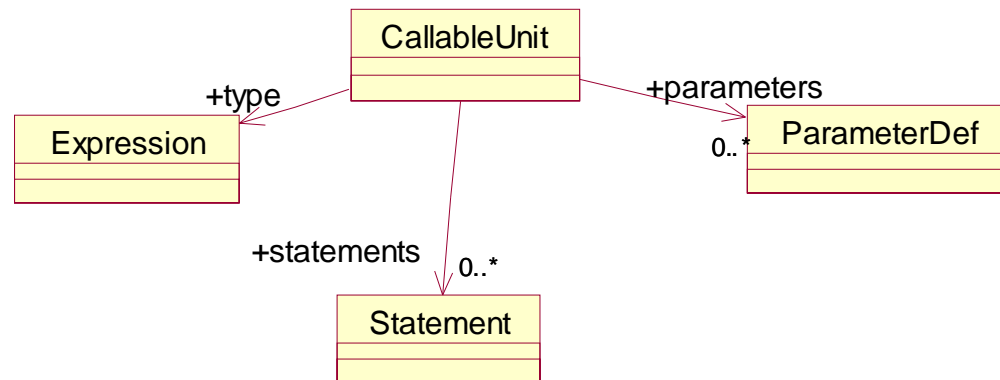 CallableUnit
+type
+parameters
Expression
0..*
ParameterDef
+statements
0..*
Statement